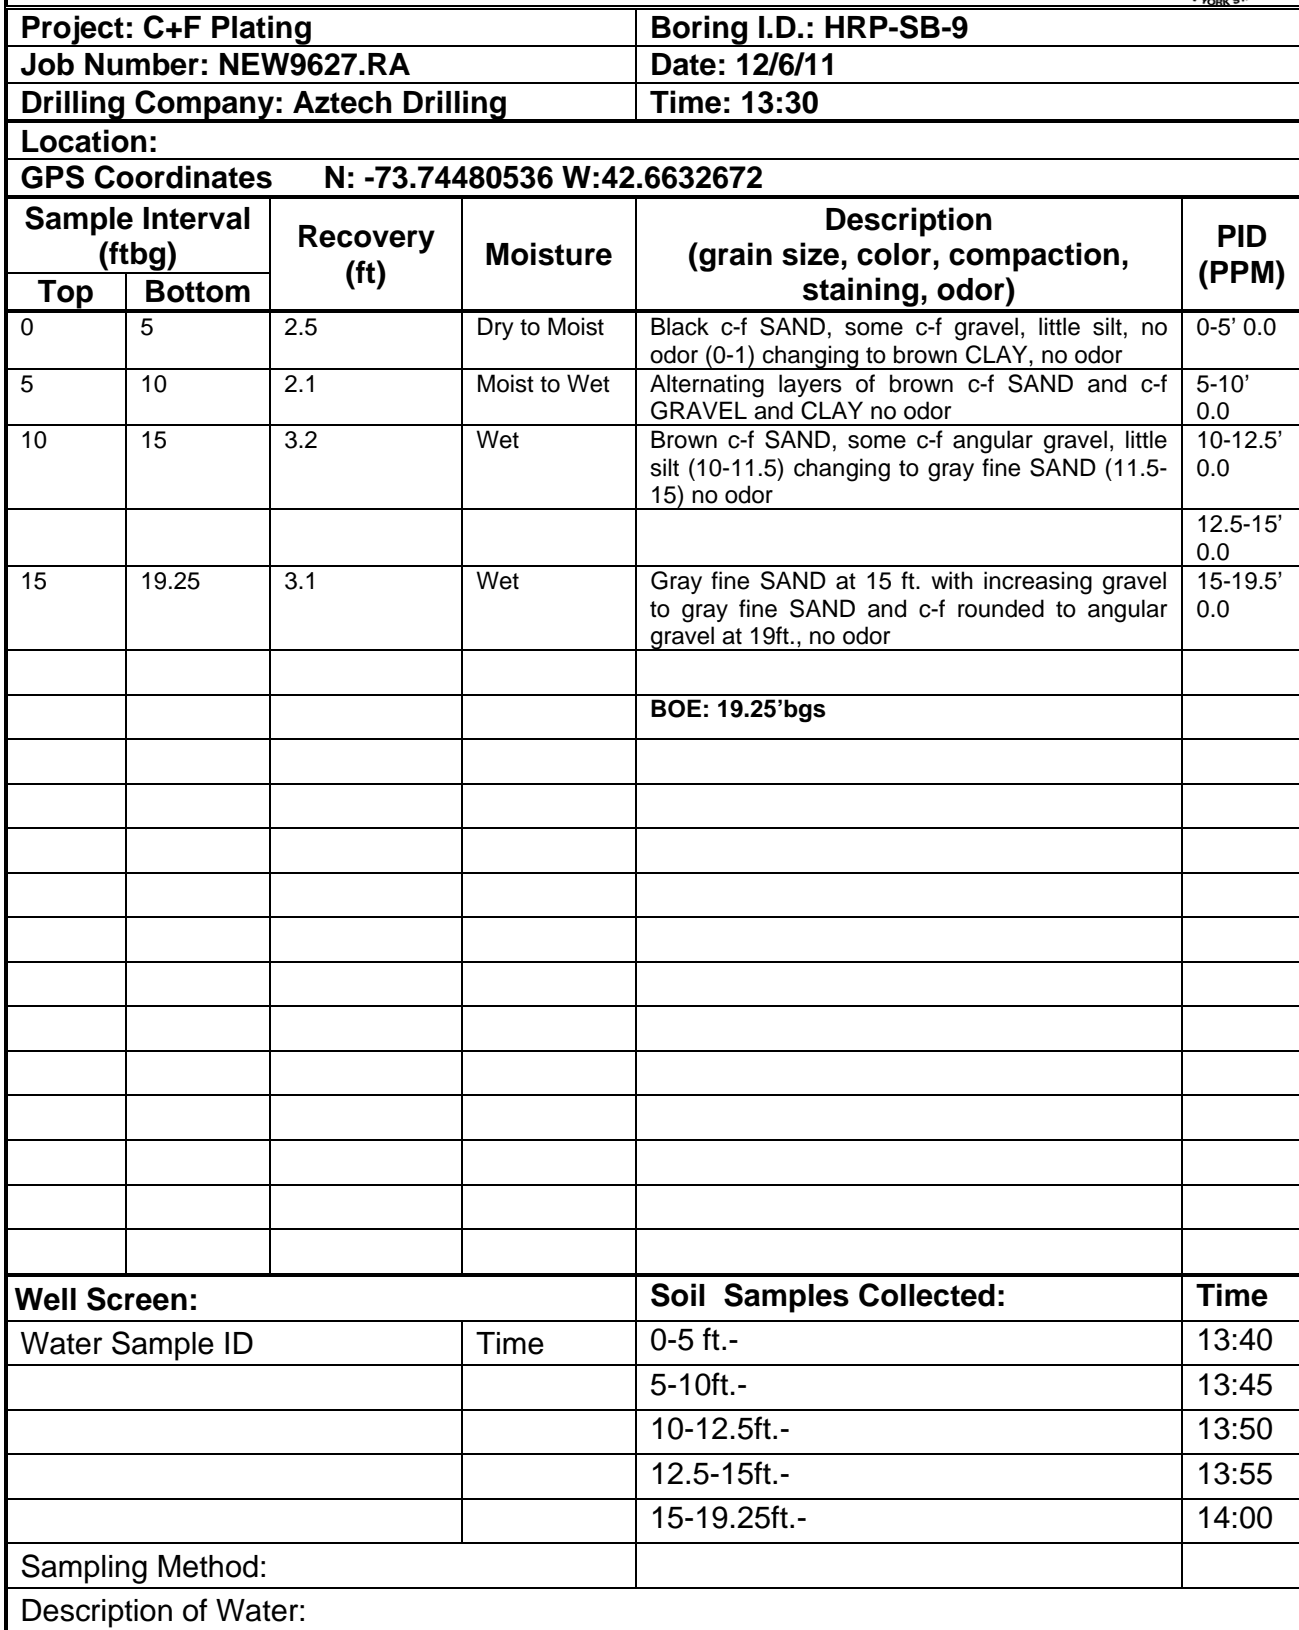 YORK
Project: C+F Plating Boring I.D.: HRP-SB-9
Job Number: NEW9627.RA Date: 12/6/11
Drilling Company: Aztech Drilling Time: 13:30
Location:
GPS Coordinates N: -73.74480536 W:42.6632672
Sample Interval
(ftbg)
Top Bottom
Recovery
(ft)
Moisture
Description
(grain size, color, compaction,
staining, odor)
PID
(PPM)
0 5 2.5 Dry to Moist Black c-f SAND, some c-f gravel, little silt, no 0-5’ 0.0
odor (0-1) changing to brown CLAY, no odor
5 10 2.1 Moist to Wet Alternating layers of brown c-f SAND and c-f 5-10’
GRAVEL and CLAY no odor 0.0
10 15 3.2 Wet Brown c-f SAND, some c-f angular gravel, little 10-12.5’
silt (10-11.5) changing to gray fine SAND (11.5- 0.0
15) no odor
12.5-15’
0.0
15 19.25 3.1 Wet Gray fine SAND at 15 ft. with increasing gravel 15-19.5’
to gray fine SAND and c-f rounded to angular 0.0
gravel at 19ft., no odor
BOE: 19.25’bgs
Well Screen: Soil Samples Collected: Time
Water Sample ID Time 0-5 ft.- 13:40
5-10ft.- 13:45
10-12.5ft.- 13:50
12.5-15ft.- 13:55
15-19.25ft.- 14:00
Sampling Method:
Description of Water: